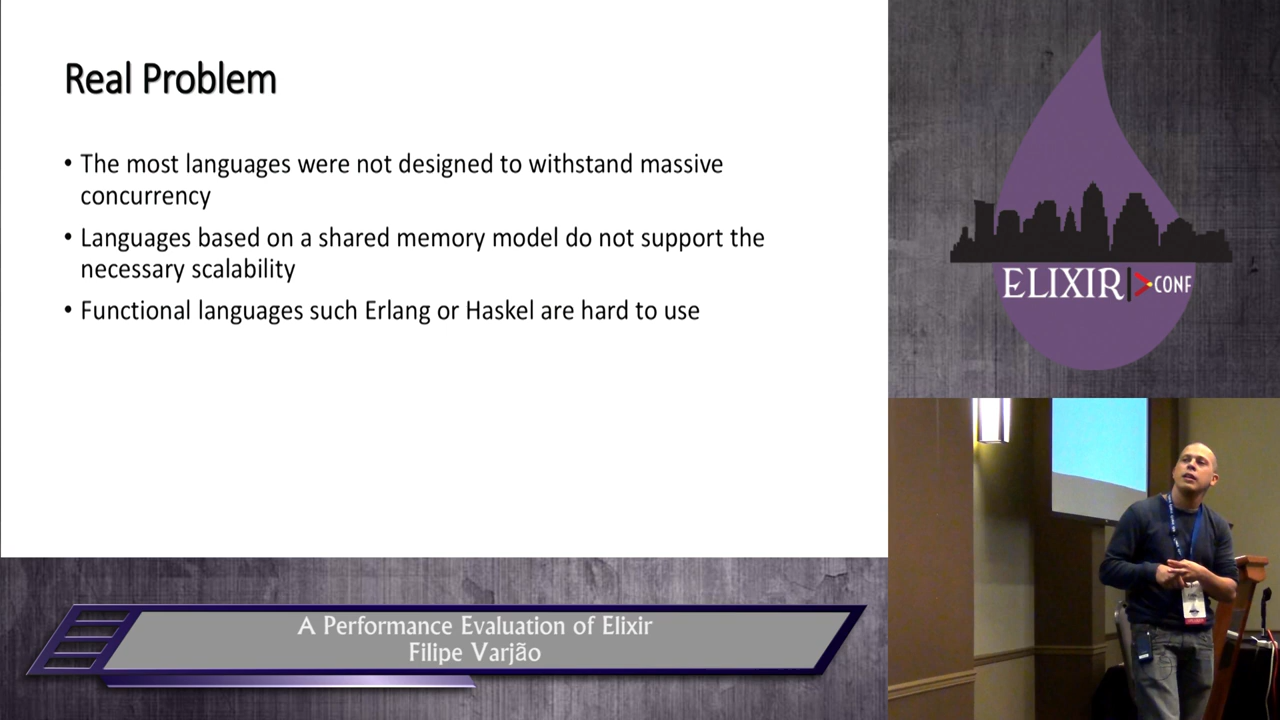 Real Problem
• The most languages were not designed to withstand massive
concurrency
• Languages based on a shared memory model do not support the
necessary scalability
• Functional languages such Erlang or Haskel are hard to use
ELIXIR|>CONF
A Performance Evaluation of Elixir
Filipe Varjão